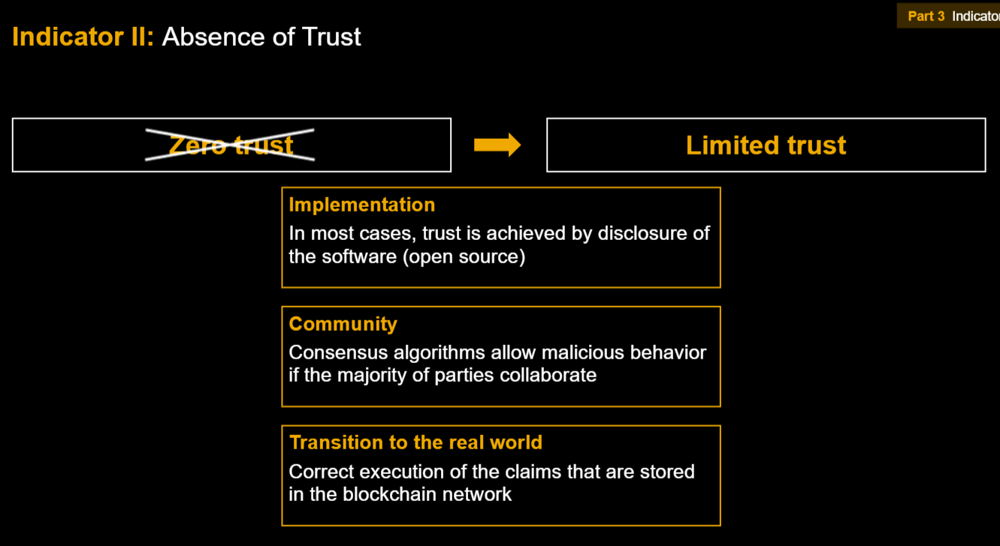 Part 3 Indicator
Indicator II: Absence of Trust
Zero trust
Limited trust
Implementation
In most cases, trust is achieved by disclosure of
the software (open source)
Community
Consensus algorithms allow malicious behavior
if the majority of parties collaborate
Transition to the real world
Correct execution of the claims that are stored
in the blockchain network